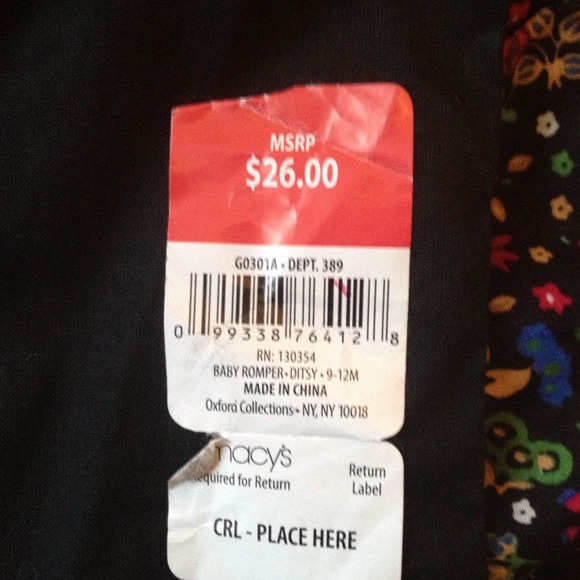 MSRP
$26.00
G0301A • DEPT. 389
0 99338 76412 8
RN: 130354
BABY ROMPER • DITSY • 9-12M
MADE IN CHINA
Oxford Collections • NY, NY 10018
macy's
Return
equired for Return
Label
CRL - PLACE HERE